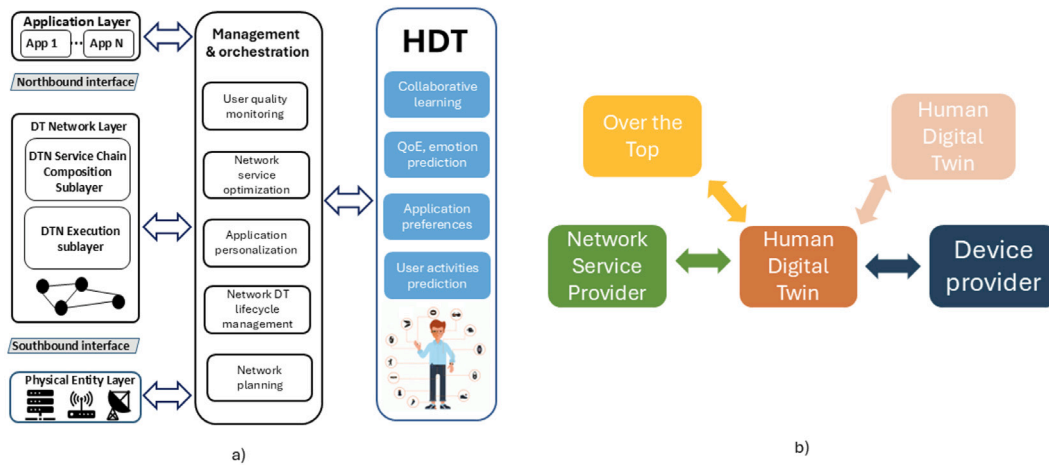 Application Layer
App 1 ... App N
Northbound interface
DT Network Layer
DTN Service Chain
Composition
Sublayer
DTN Execution
sublayer
Southbound interface
Physical Entity Layer
Management
& orchestration
User quality
monitoring
Network
service
optimization
Application
personalization
Network DT
lifecycle
management
Network
planning
HDT
Collaborative
learning
QoE, emotion
prediction
Application
preferences
User activities
prediction
a)
Over the
Top
Human
Digital
Twin
Network
Service
Provider
Human
Digital
Twin
Device
provider
b)